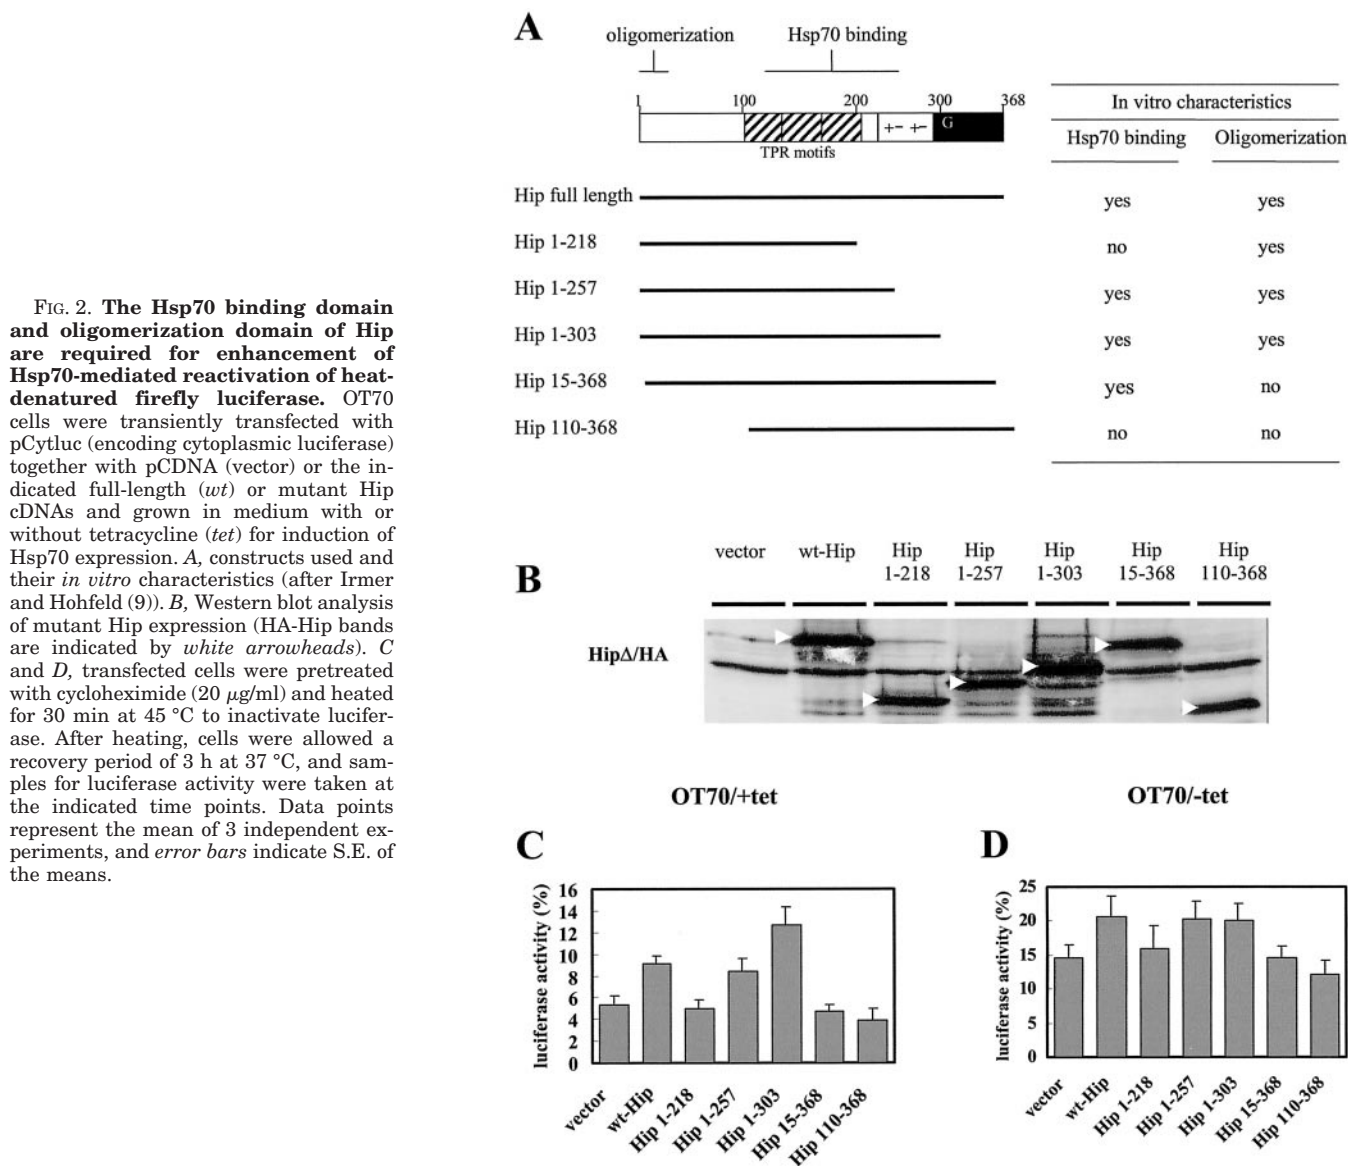 FIG. 2. The Hsp70 binding domain
and oligomerization domain of Hip
are required for enhancement of
Hsp70-mediated reactivation of heat-
denatured firefly luciferase. OT70
cells were transiently transfected with
pCytluc (encoding cytoplasmic luciferase)
together with pCDNA (vector) or the in-
dicated full-length (wt) or mutant Hip
cDNAs and grown in medium with or
without tetracycline (tet) for induction of
Hsp70 expression. A, constructs used and
their in vitro characteristics (after Irmer
and Hohfeld (9)). B, Western blot analysis
of mutant Hip expression (HA-Hip bands
are indicated by white arrowheads). C
and D, transfected cells were pretreated
with cycloheximide (20 μg/ml) and heated
for 30 min at 45 °C to inactivate lucifer-
ase. After heating, cells were allowed a
recovery period of 3 h at 37 °C, and sam-
ples for luciferase activity were taken at
the indicated time points. Data points
represent the mean of 3 independent ex-
periments, and error bars indicate S.E. of
the means.
A
oligomerization Hsp70 binding
1 100 200 300 368
+− +− G
TPR motifs
In vitro characteristics
Hsp70 binding Oligomerization
Hip full length yes yes
Hip 1-218 no yes
Hip 1-257 yes yes
Hip 1-303 yes yes
Hip 15-368 yes no
Hip 110-368 no no
B
vector wt-Hip Hip 1-218 Hip 1-257 Hip 1-303 Hip 15-368 Hip 110-368
HipΔ/HA
OT70/+tet
C
luciferase activity (%)
16
14
12
10
8
6
4
2
0
vector wt-Hip Hip 1-218 Hip 1-257 Hip 1-303 Hip 15-368 Hip 110-368
OT70/-tet
D
luciferase activity (%)
25
20
15
10
5
0
vector wt-Hip Hip 1-218 Hip 1-257 Hip 1-303 Hip 15-368 Hip 110-368